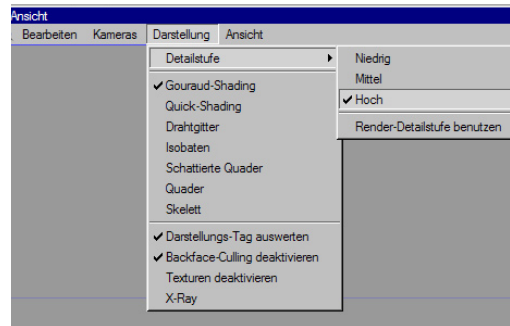 Ansicht
Bearbeiten Kameras Darstellung Ansicht
Detailstufe
Gouraud-Shading
Quick-Shading
Drahtgitter
Isobaten
Schattierte Quader
Quader
Skelett
Darstellungs-Tag auswerten
Backface-Culling deaktivieren
Texturen deaktivieren
X-Ray
Niedrig
Mittel
Hoch
Render-Detailstufe benutzen